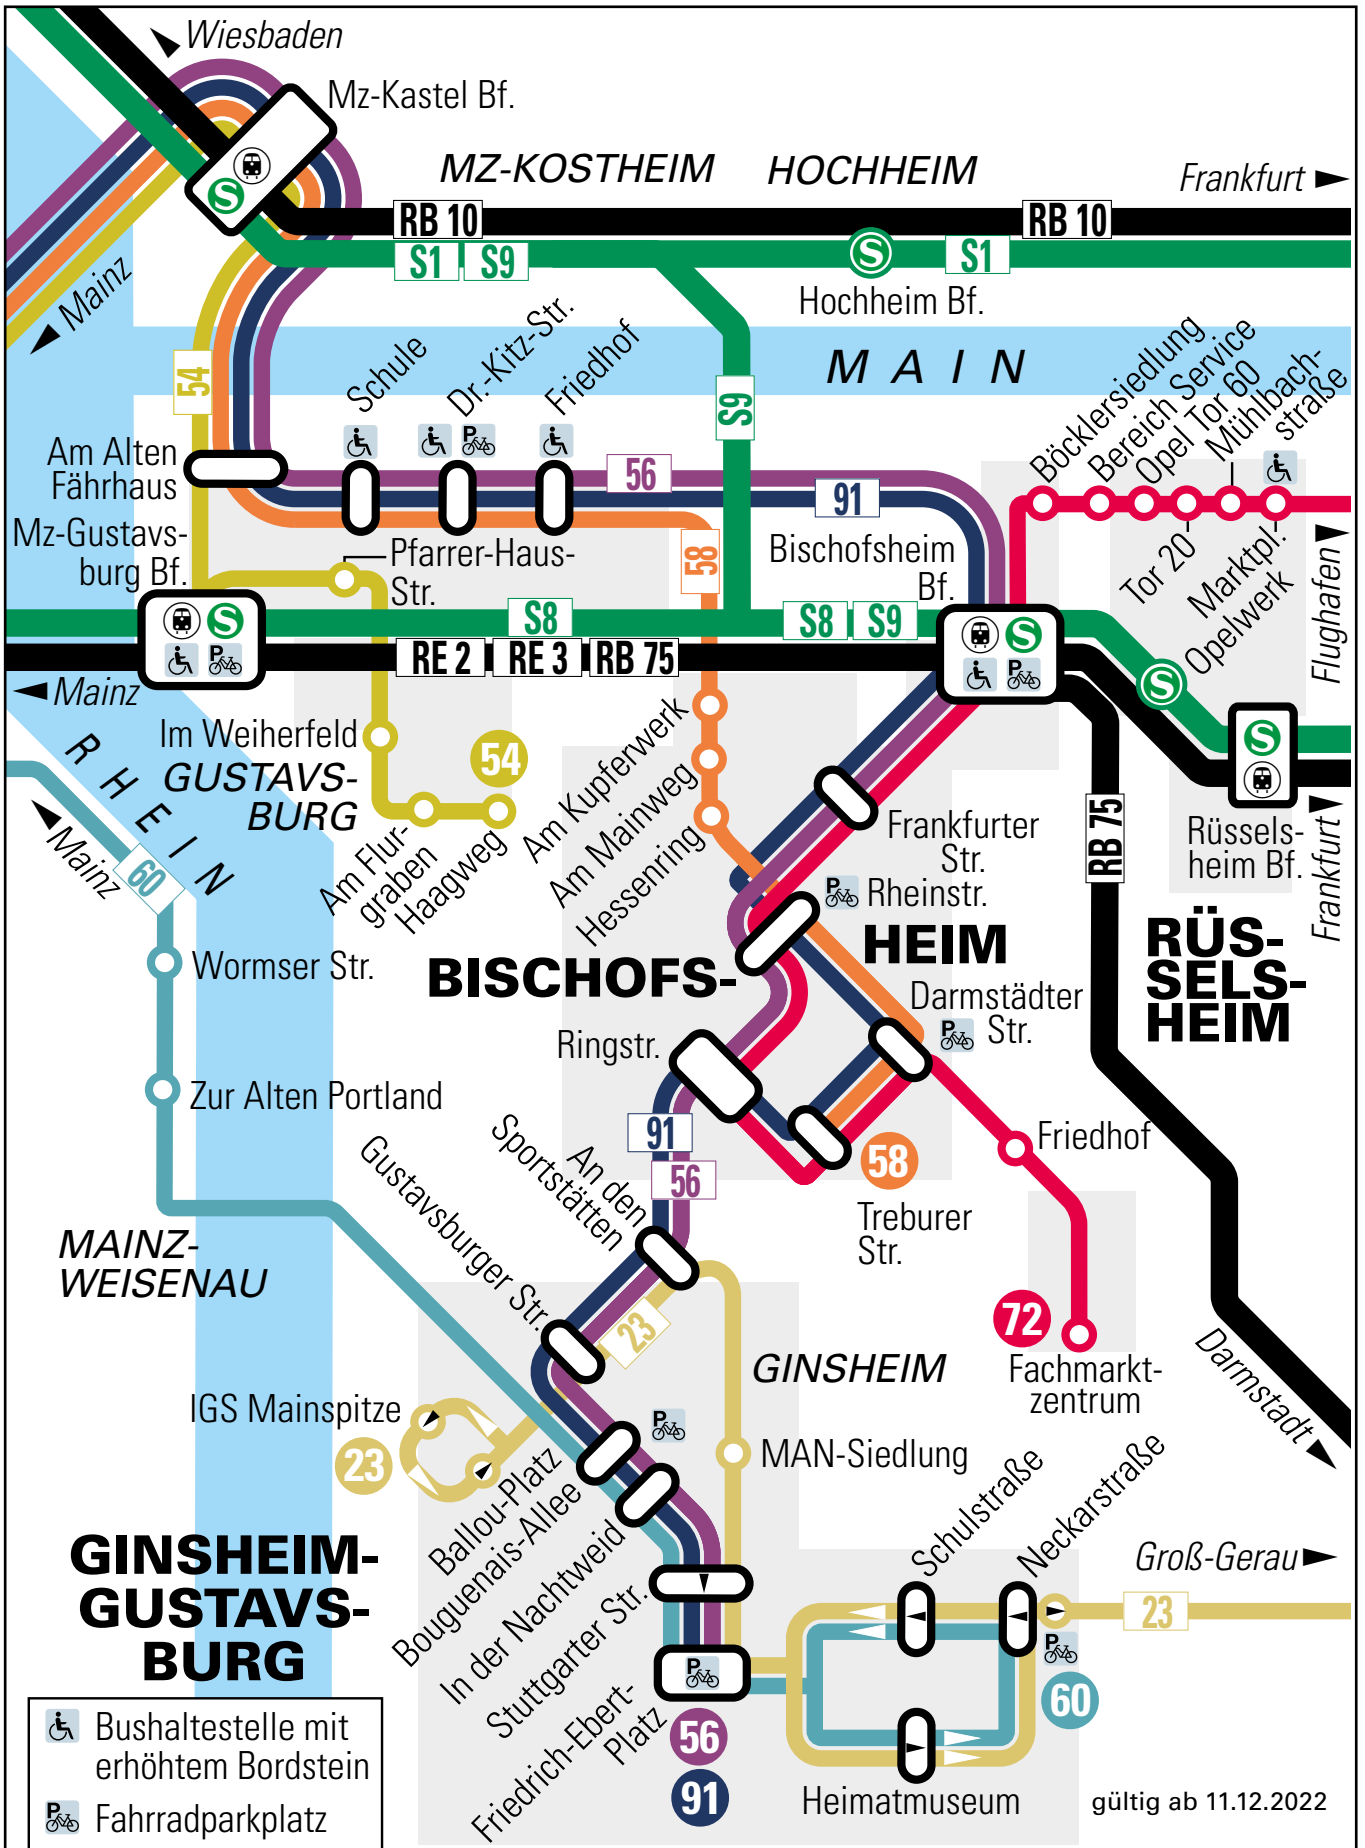 Wiesbaden
Mz-Kastel Bf.
S
MZ-KOSTHEIM
HOCHHEIM
Frankfurt
RB 10
RB 10
S1
S9
S
S1
Hochheim Bf.
Mainz
MAIN
54
Schule
Dr.-Kitz-Str.
Friedhof
S9
Böcklersiedlung
Bereich Service
Opel Tor 60
Mühlbach-
straße
P
Am Alten
Fährhaus
56
91
Mz-Gustavs-
burg Bf.
Pfarrer-Haus-
Str.
58
Bischofsheim
Bf.
Tor 20
Marktpl.
Opelwerk
Flughafen
S
P
S8
S8
S9
S
P
RE 2
RE 3
RB 75
S
Mainz
RHEIN
Im Weiherfeld
GUSTAVS-
BURG
54
Am Flur-
graben
Haagweg
Am Kupferwerk
Am Mainweg
Hessenring
Frankfurter
Str.
RB 75
S
Rüssels-
heim Bf.
Frankfurt
Mainz
60
P
Rheinstr.
Wormser Str.
BISCHOFS-
HEIM
RÜS-
SELS-
HEIM
Darmstädter
Str.
P
Ringstr.
Zur Alten Portland
91
56
58
Treburer
Str.
Friedhof
An den
Sportstätten
Gustavsburger Str.
MAINZ-
WEISENAU
23
72
Fachmarkt-
zentrum
Darmstadt
GINSHEIM
IGS Mainspitze
23
P
MAN-Siedlung
Ballou-Platz
Bouguenais-Allee
In der Nachtweid
Stuttgarter Str.
Friedrich-Ebert-
Platz
Schulstraße
Neckarstraße
Groß-Gerau
23
GINSHEIM-
GUSTAVS-
BURG
P
P
60
56
91
Heimatmuseum
Bushaltestelle mit
erhöhtem Bordstein
P
Fahrradparkplatz
gültig ab 11.12.2022